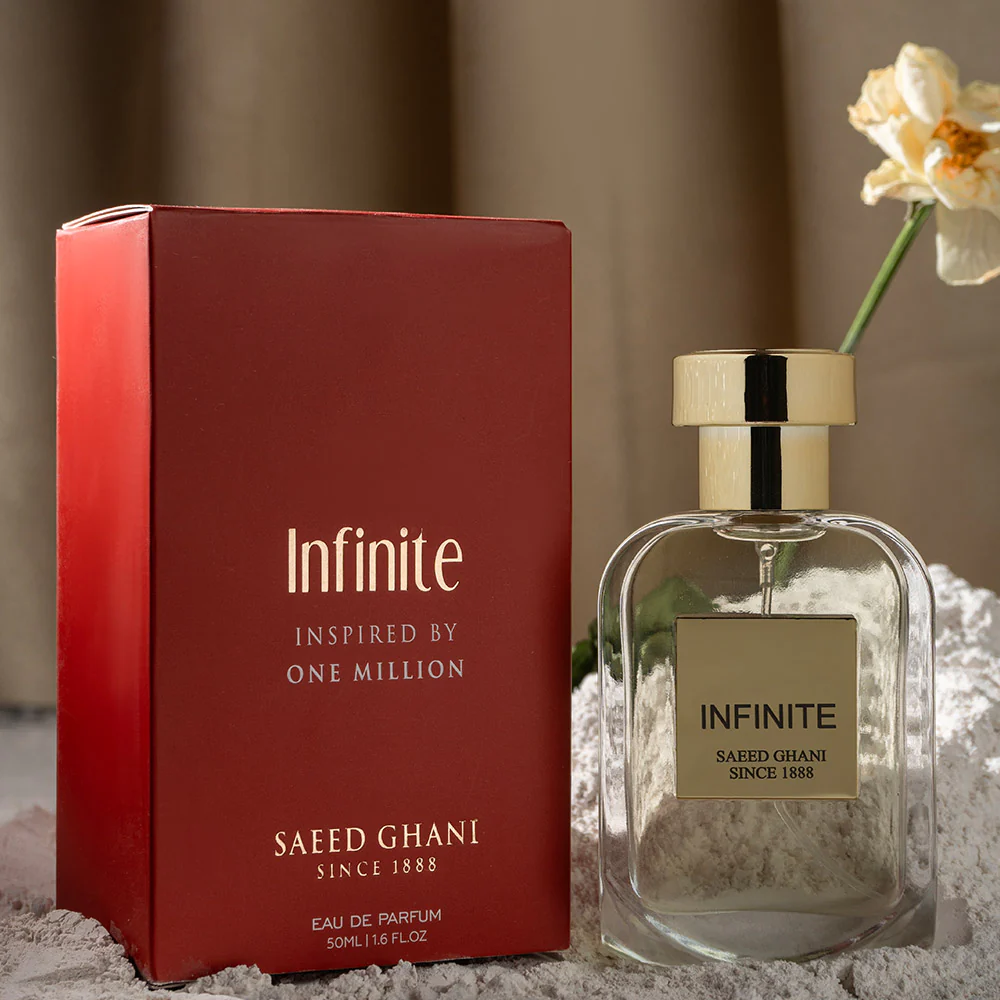 Infinite
INSPIRED BY
ONE MILLION
SAEED GHANI
SINCE 1888
EAU DE PARFUM
50ML | 1.6 FL.OZ
INFINITE
SAEED GHANI
SINCE 1888